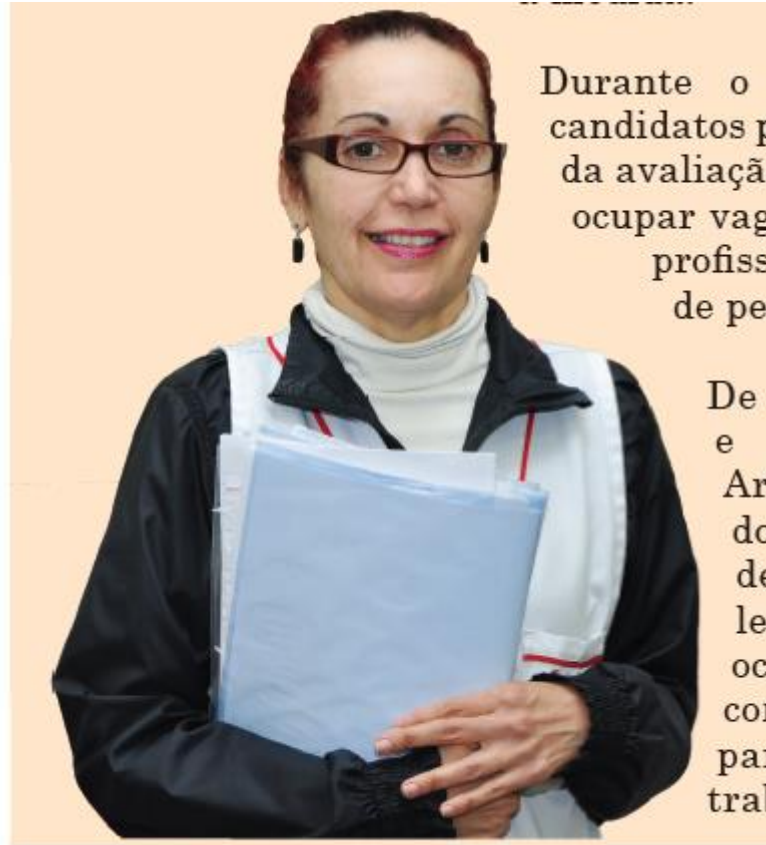 Durante o
candidatos p
da avaliaçã
ocupar vag
profiss
de pe
De
e
Ar
do
de
le
oc
con
par
tral